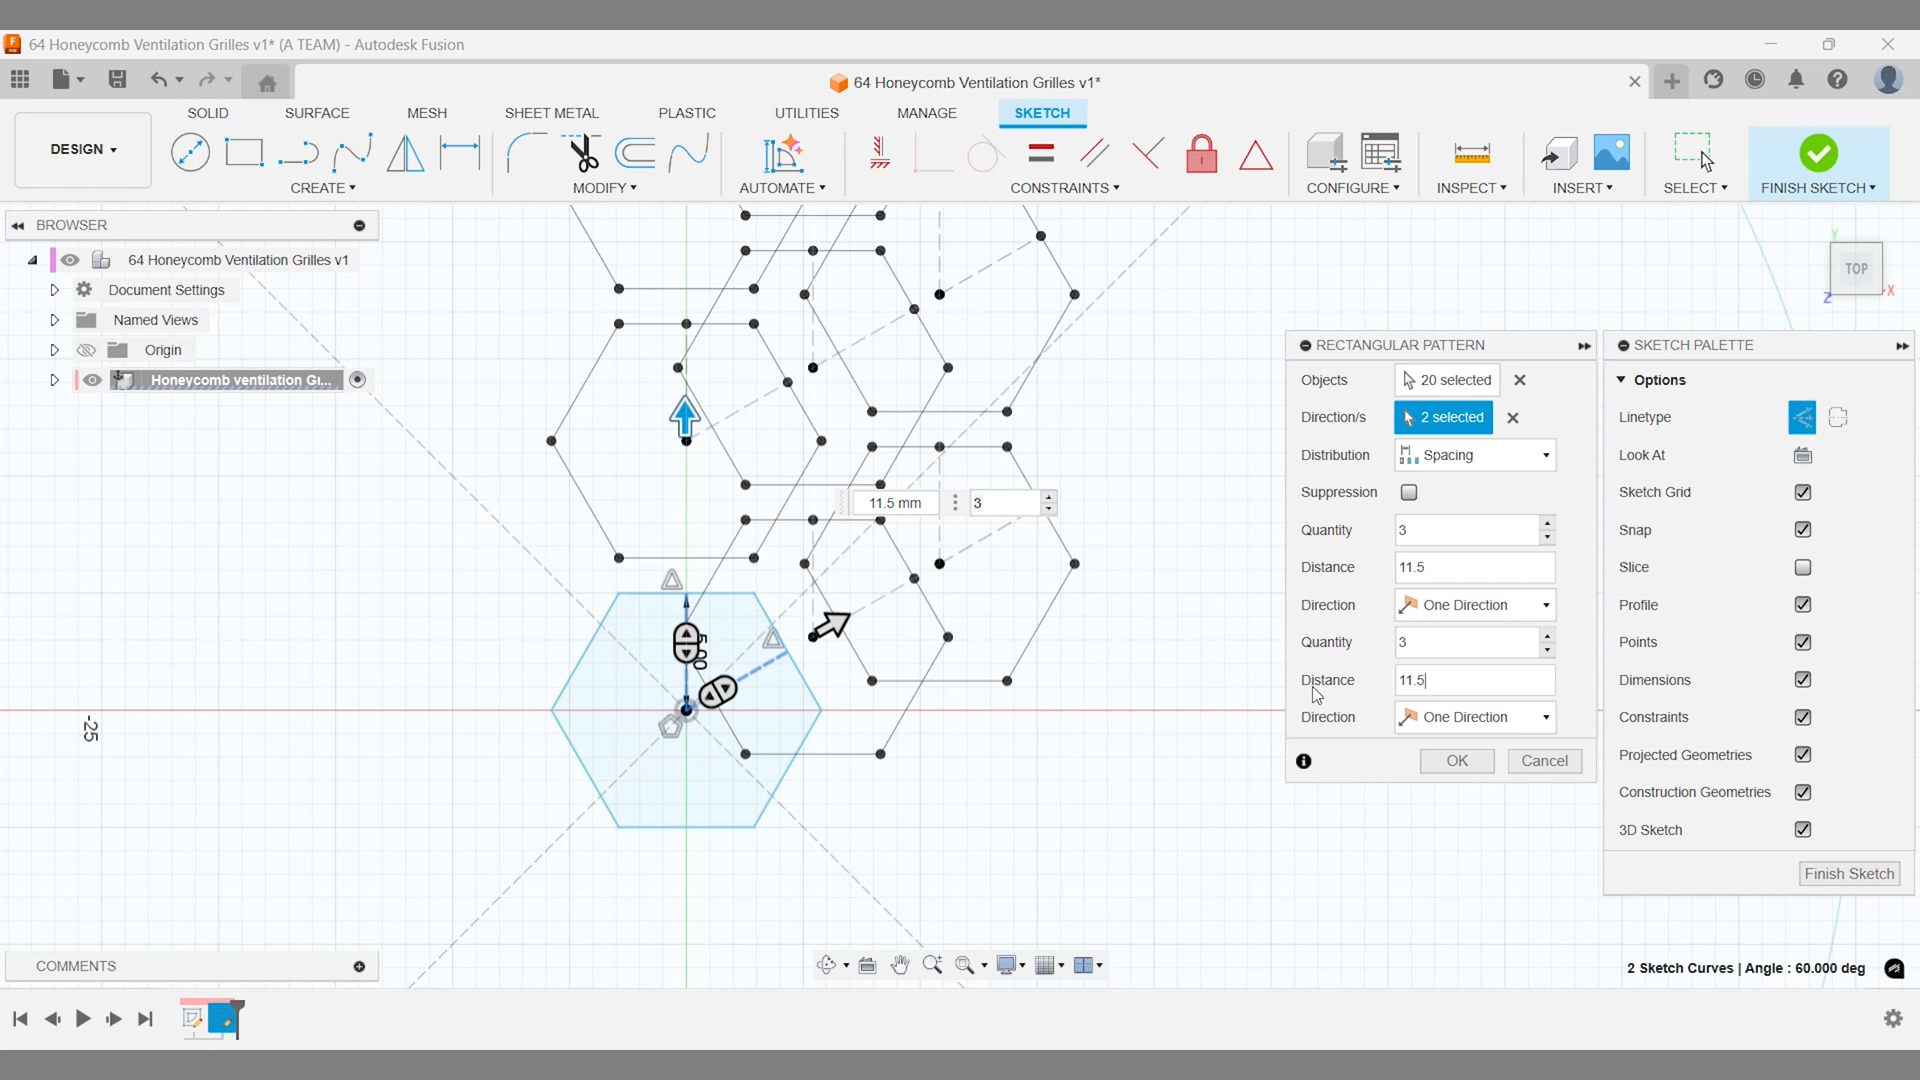 64 Honeycomb Ventilation Grilles v1* (A TEAM) - Autodesk Fusion
64 Honeycomb Ventilation Grilles v1*
SOLID
SURFACE
MESH
SHEET METAL
PLASTIC
UTILITIES
MANAGE
SKETCH
DESIGN
CREATE
MODIFY
AUTOMATE
CONSTRAINTS
CONFIGURE
INSPECT
INSERT
SELECT
FINISH SKETCH
BROWSER
64 Honeycomb Ventilation Grilles v1
Document Settings
Named Views
Origin
Honeycomb ventilation Gr...
Y
TOP
X
Z
RECTANGULAR PATTERN
Objects
20 selected
Direction/s
2 selected
Distribution
Spacing
Suppression
Quantity
3
Distance
11.5
Direction
One Direction
Quantity
3
Distance
11.5
Direction
One Direction
OK
Cancel
SKETCH PALETTE
Options
Linetype
Look At
Sketch Grid
Snap
Slice
Profile
Points
Dimensions
Constraints
Projected Geometries
Construction Geometries
3D Sketch
Finish Sketch
11.5 mm
3
5.00
-25
COMMENTS
2 Sketch Curves | Angle : 60.000 deg